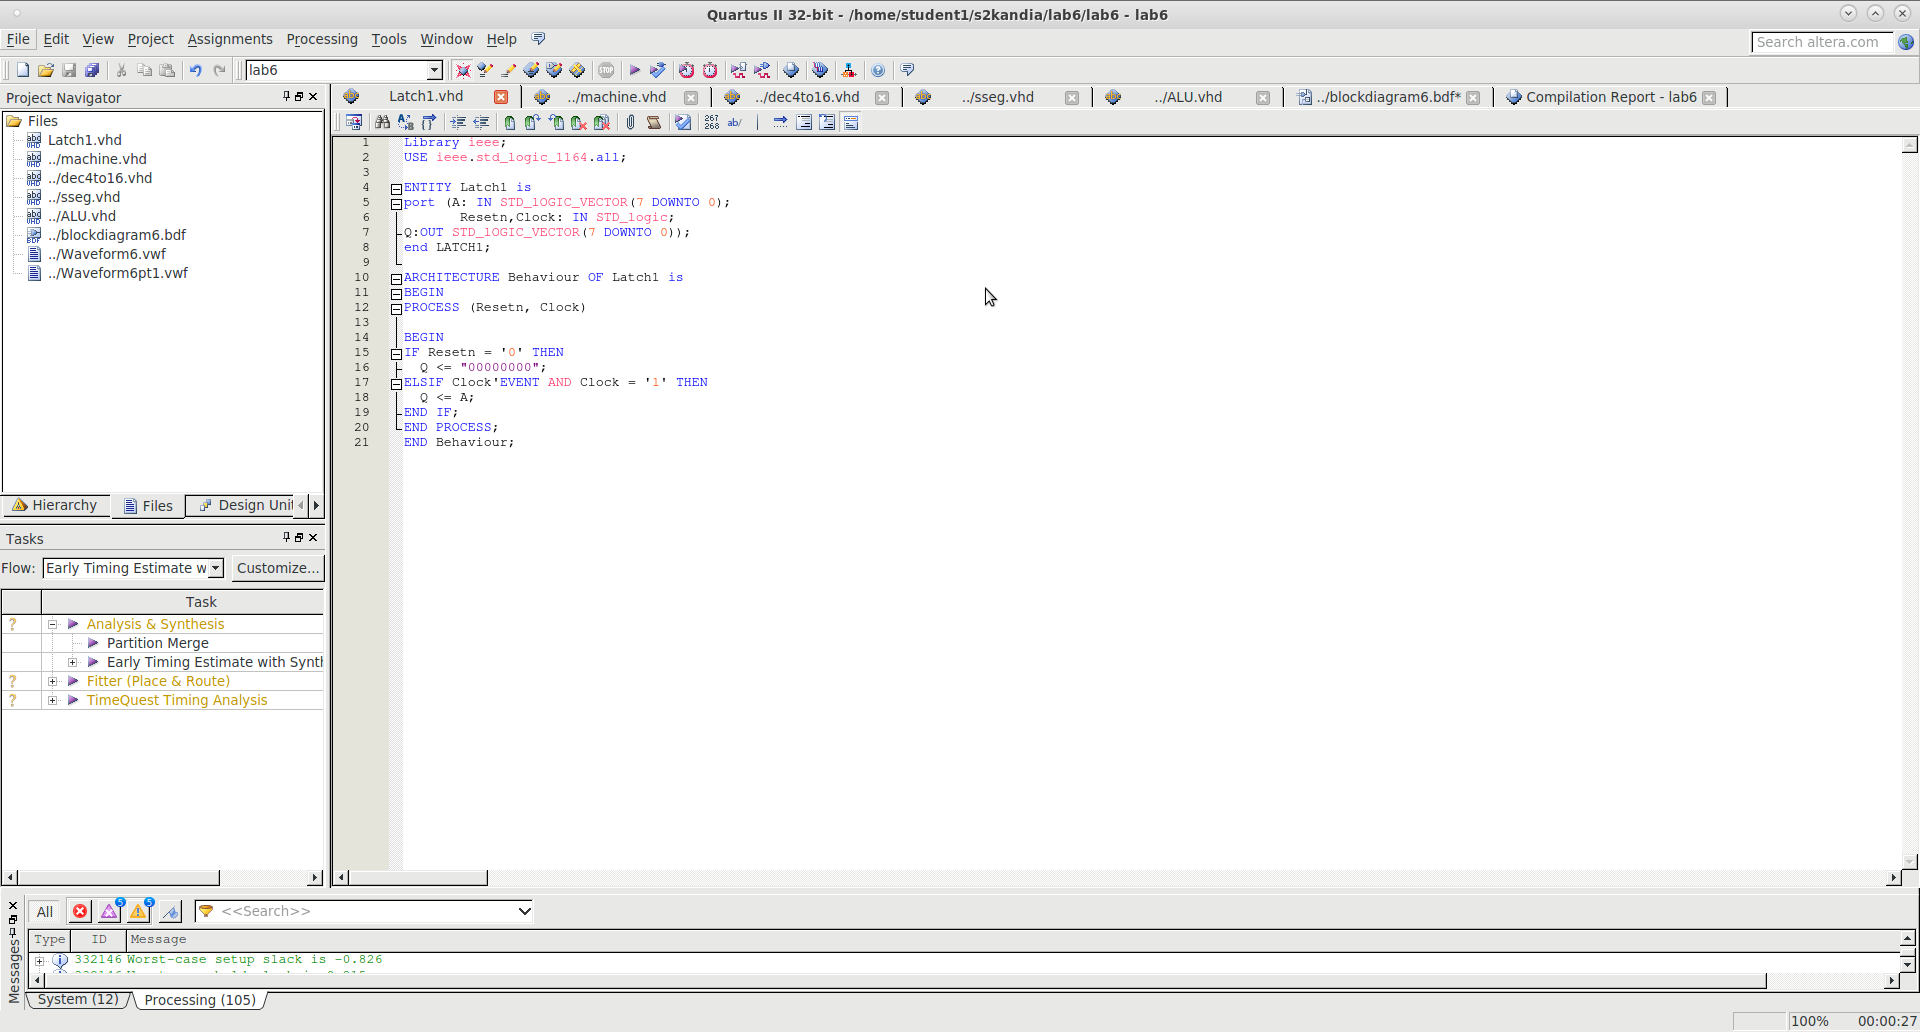 Quartus II 32-bit - /home/student1/s2kandia/lab6/lab6 - lab6
File Edit View Project Assignments Processing Tools Window Help
Search altera.com
lab6
Project Navigator
Files
Latch1.vhd
../machine.vhd
../dec4to16.vhd
../sseg.vhd
../ALU.vhd
../blockdiagram6.bdf
../Waveform6.vwf
../Waveform6pt1.vwf
Hierarchy Files Design Unit
Tasks
Flow: Early Timing Estimate w Customize...
Task
Analysis & Synthesis
Partition Merge
Early Timing Estimate with Synth
Fitter (Place & Route)
TimeQuest Timing Analysis
Latch1.vhd ../machine.vhd ../dec4to16.vhd ../sseg.vhd ../ALU.vhd ../blockdiagram6.bdf* Compilation Report - lab6
267 268 ab/
1 Library ieee;
2 USE ieee.std_logic_1164.all;
3
4 ENTITY Latch1 is
5 port (A: IN STD_lOGIC_VECTOR(7 DOWNTO 0);
6 Resetn,Clock: IN STD_logic;
7 Q:OUT STD_lOGIC_VECTOR(7 DOWNTO 0));
8 end LATCH1;
9
10 ARCHITECTURE Behaviour OF Latch1 is
11 BEGIN
12 PROCESS (Resetn, Clock)
13
14 BEGIN
15 IF Resetn = '0' THEN
16 Q <= "00000000";
17 ELSIF Clock'EVENT AND Clock = '1' THEN
18 Q <= A;
19 END IF;
20 END PROCESS;
21 END Behaviour;
Messages
All 5 5 <<Search>>
Type ID Message
332146 Worst-case setup slack is -0.826
System (12) Processing (105)
100% 00:00:27